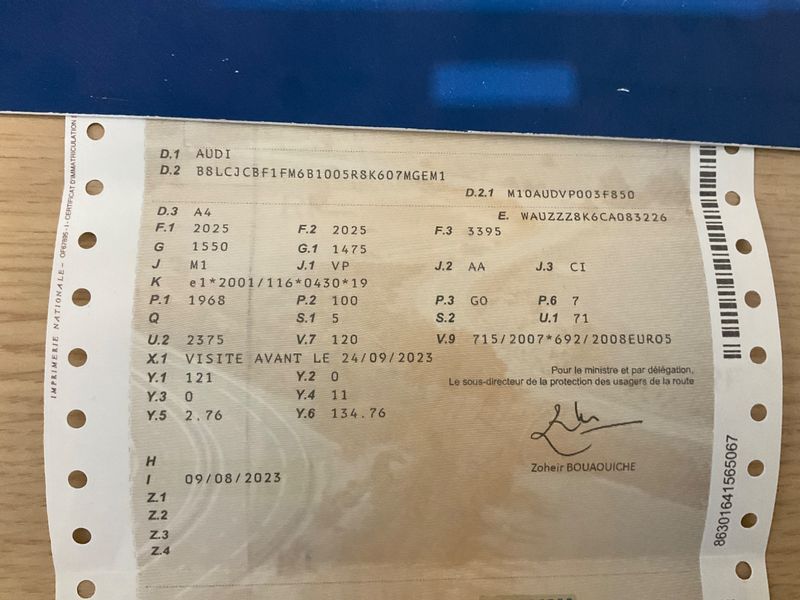 D.1 AUDI
D.2 B8LCJCBF1FM6B1005R8K607MGEM1
D.2.1 M10AUDVP003F850
D.3 A4
E. WAUZZZ8K6CA083226
F.1 2025 F.2 2025 F.3 3395
G 1550 G.1 1475
J M1 J.1 VP J.2 AA J.3 CI
K e1*2001/116*0430*19
P.1 1968 P.2 100 P.3 GO P.6 7
Q S.1 5 S.2 U.1 71
U.2 2375 V.7 120 V.9 715/2007*692/2008EURO5
X.1 VISITE AVANT LE 24/09/2023
Y.1 121 Y.2 0
Y.3 0 Y.4 11
Y.5 2.76 Y.6 134.76
Pour le ministre et par délégation,
Le sous-directeur de la protection des usagers de la route
Zoheir BOUAOUICHE
H
I 09/08/2023
Z.1
Z.2
Z.3
Z.4
IMPRIMERIE NATIONALE - OF67895 - I - CERTIFICAT D'IMMATRICULATION
86301641565067